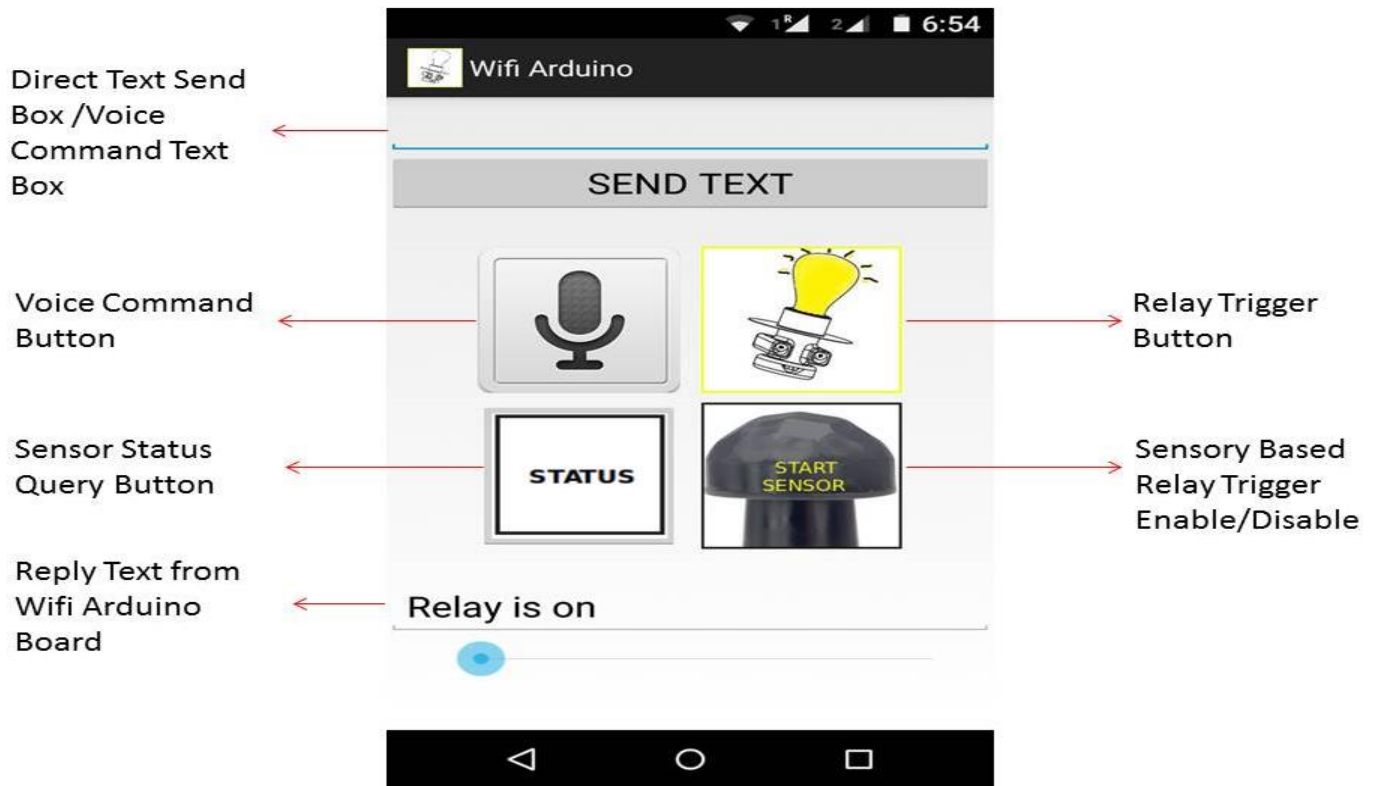 1 R 2 6:54
Wifi Arduino
Direct Text Send
Box /Voice
Command Text
Box
SEND TEXT
Voice Command
Button
Relay Trigger
Button
Sensor Status
Query Button
STATUS
START
SENSOR
Sensory Based
Relay Trigger
Enable/Disable
Reply Text from
Wifi Arduino
Board
Relay is on